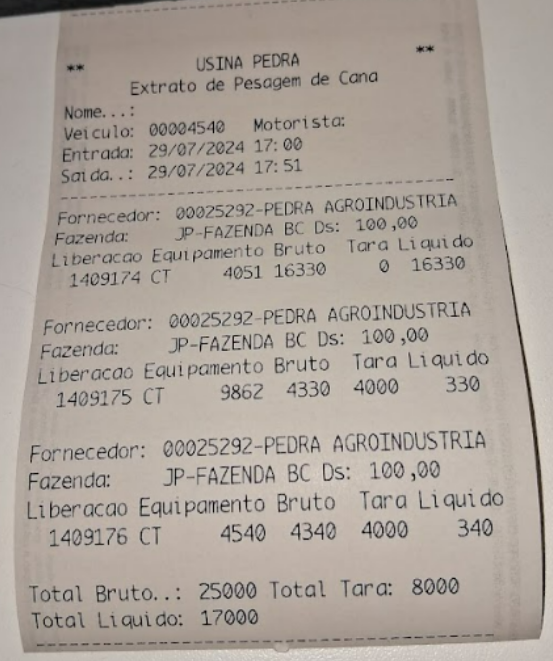 ** USINA PEDRA **
Extrato de Pesagem de Cana
Nome...:
Veiculo: 00004540 Motorista:
Entrada: 29/07/2024 17:00
Saida..: 29/07/2024 17:51
Fornecedor: 00025292-PEDRA AGROINDUSTRIA
Fazenda: JP-FAZENDA BC Ds: 100,00
Liberacao Equipamento Bruto Tara Liquido
1409174 CT 4051 16330 0 16330
Fornecedor: 00025292-PEDRA AGROINDUSTRIA
Fazenda: JP-FAZENDA BC Ds: 100,00
Liberacao Equipamento Bruto Tara Liquido
1409175 CT 9862 4330 4000 330
Fornecedor: 00025292-PEDRA AGROINDUSTRIA
Fazenda: JP-FAZENDA BC Ds: 100,00
Liberacao Equipamento Bruto Tara Liquido
1409176 CT 4540 4340 4000 340
Total Bruto..: 25000 Total Tara: 8000
Total Liquido: 17000